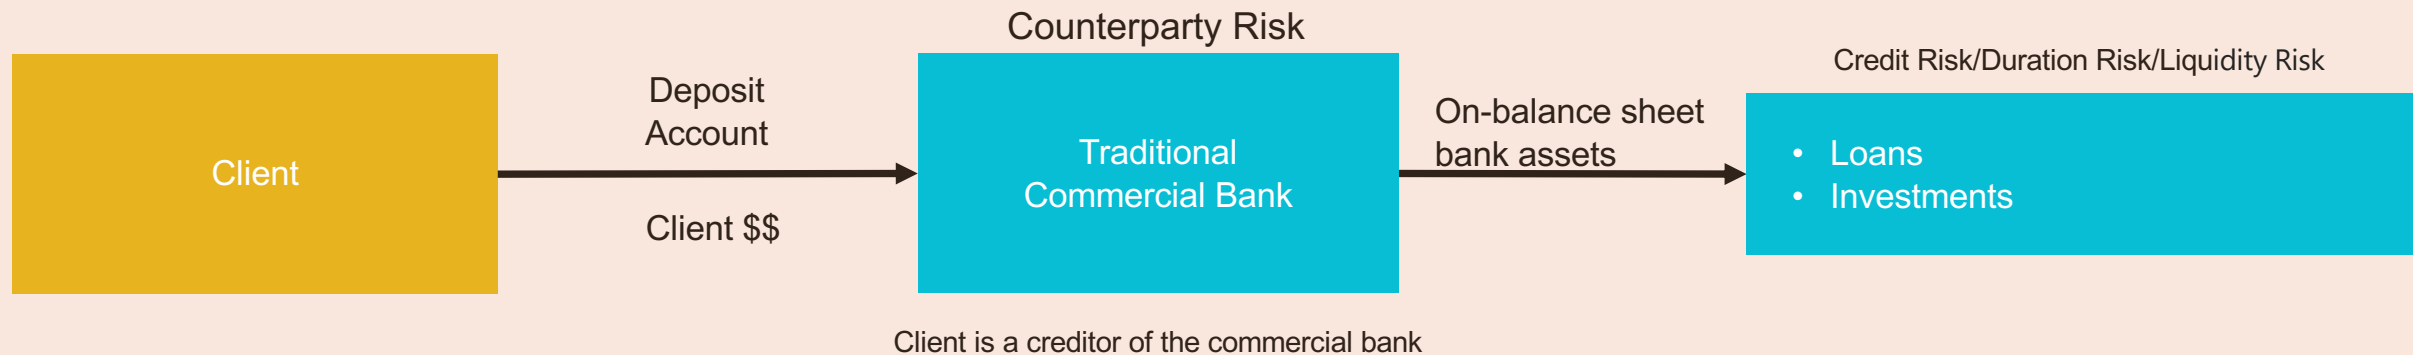 Counterparty Risk
Credit Risk/Duration Risk/Liquidity Risk
Client
Deposit
Account
Client $$
Traditional
Commercial Bank
On-balance sheet
bank assets
• Loans
• Investments
Client is a creditor of the commercial bank